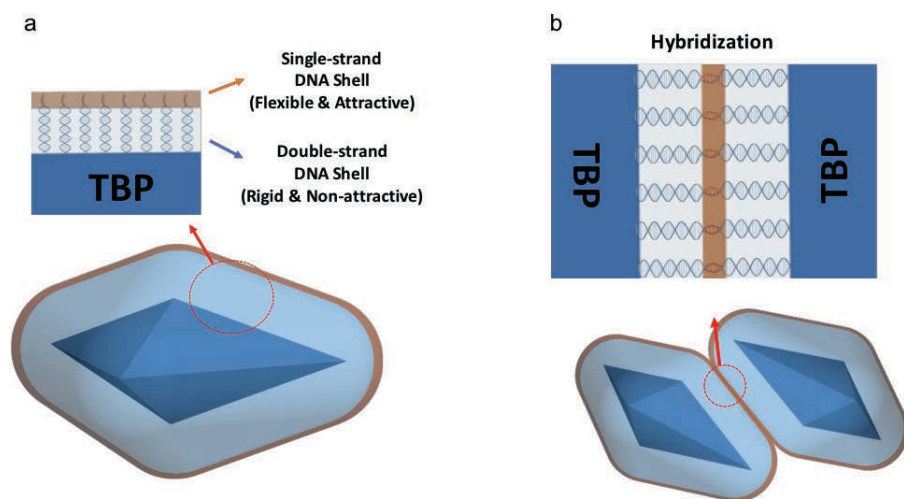 a
Single-strand
DNA Shell
(Flexible & Attractive)
Double-strand
DNA Shell
(Rigid & Non-attractive)
TBP
b
Hybridization
TBP
TBP